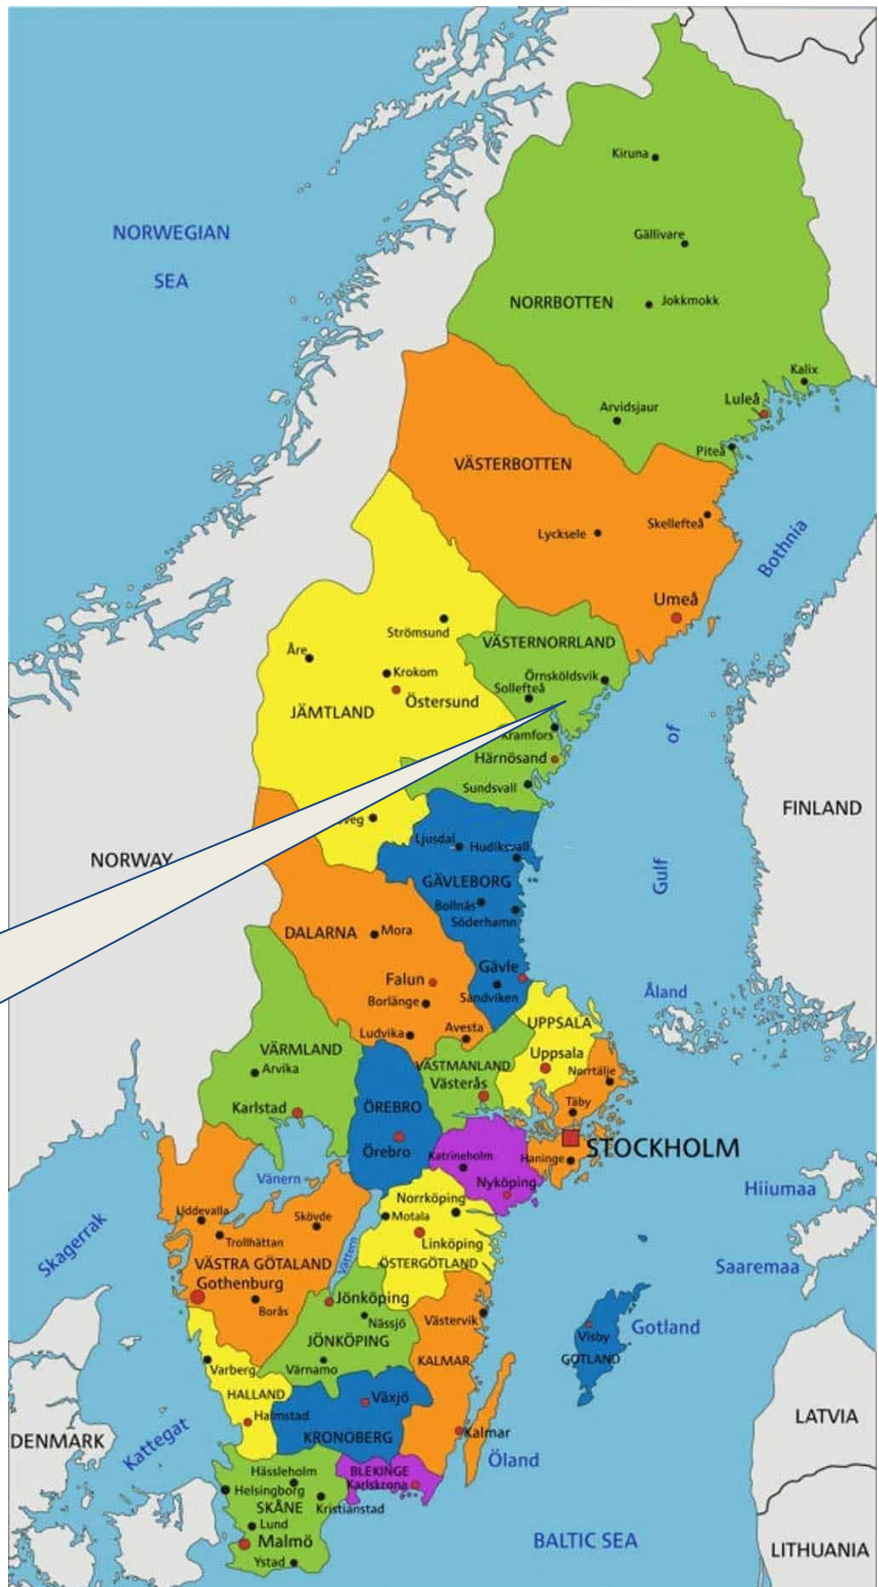 Kiruna
NORWEGIAN
SEA
Gällivare
NORRBOTTEN
Jokkmokk
Kalix
Luleå
Arvidsjaur
Piteå
VÄSTERBOTTEN
Skellefteå
Lycksele
Bothnia
Umeå
Strömsund
VÄSTERNORRLAND
Åre
Krokom
Örnsköldsvik
Sollefteå
Östersund
JÄMTLAND
of
Kramfors
Härnösand
Sundsvall
FINLAND
Ljusdal
Hudiksvall
NORWAY
Gulf
GÄVLEBORG
Bollnäs
Söderhamn
DALARNA
Mora
Gävle
Falun
Sandviken
Åland
Borlänge
UPPSALA
Ludvika
Avesta
VÄRMLAND
Uppsala
VÄSTMANLAND
Arvika
Norrtälje
Västerås
Karlstad
ÖREBRO
Täby
STOCKHOLM
Örebro
Katrineholm
Haninge
Vänern
Nyköping
Hiiumaa
Norrköping
Uddevalla
Skövde
Motala
Skagerrak
Trollhättan
Linköping
Vättern
VÄSTRA GÖTALAND
ÖSTERGÖTLAND
Saaremaa
Gothenburg
Jönköping
Borås
Nässjö
Västervik
Gotland
JÖNKÖPING
Visby
GOTLAND
Varberg
Värnamo
KALMAR
HALLAND
Växjö
Halmstad
LATVIA
Kalmar
KRONOBERG
DENMARK
Kattegat
Öland
Hässleholm
BLEKINGE
Helsingborg
Karlskrona
SKÅNE
Kristianstad
Lund
Malmö
BALTIC SEA
LITHUANIA
Ystad